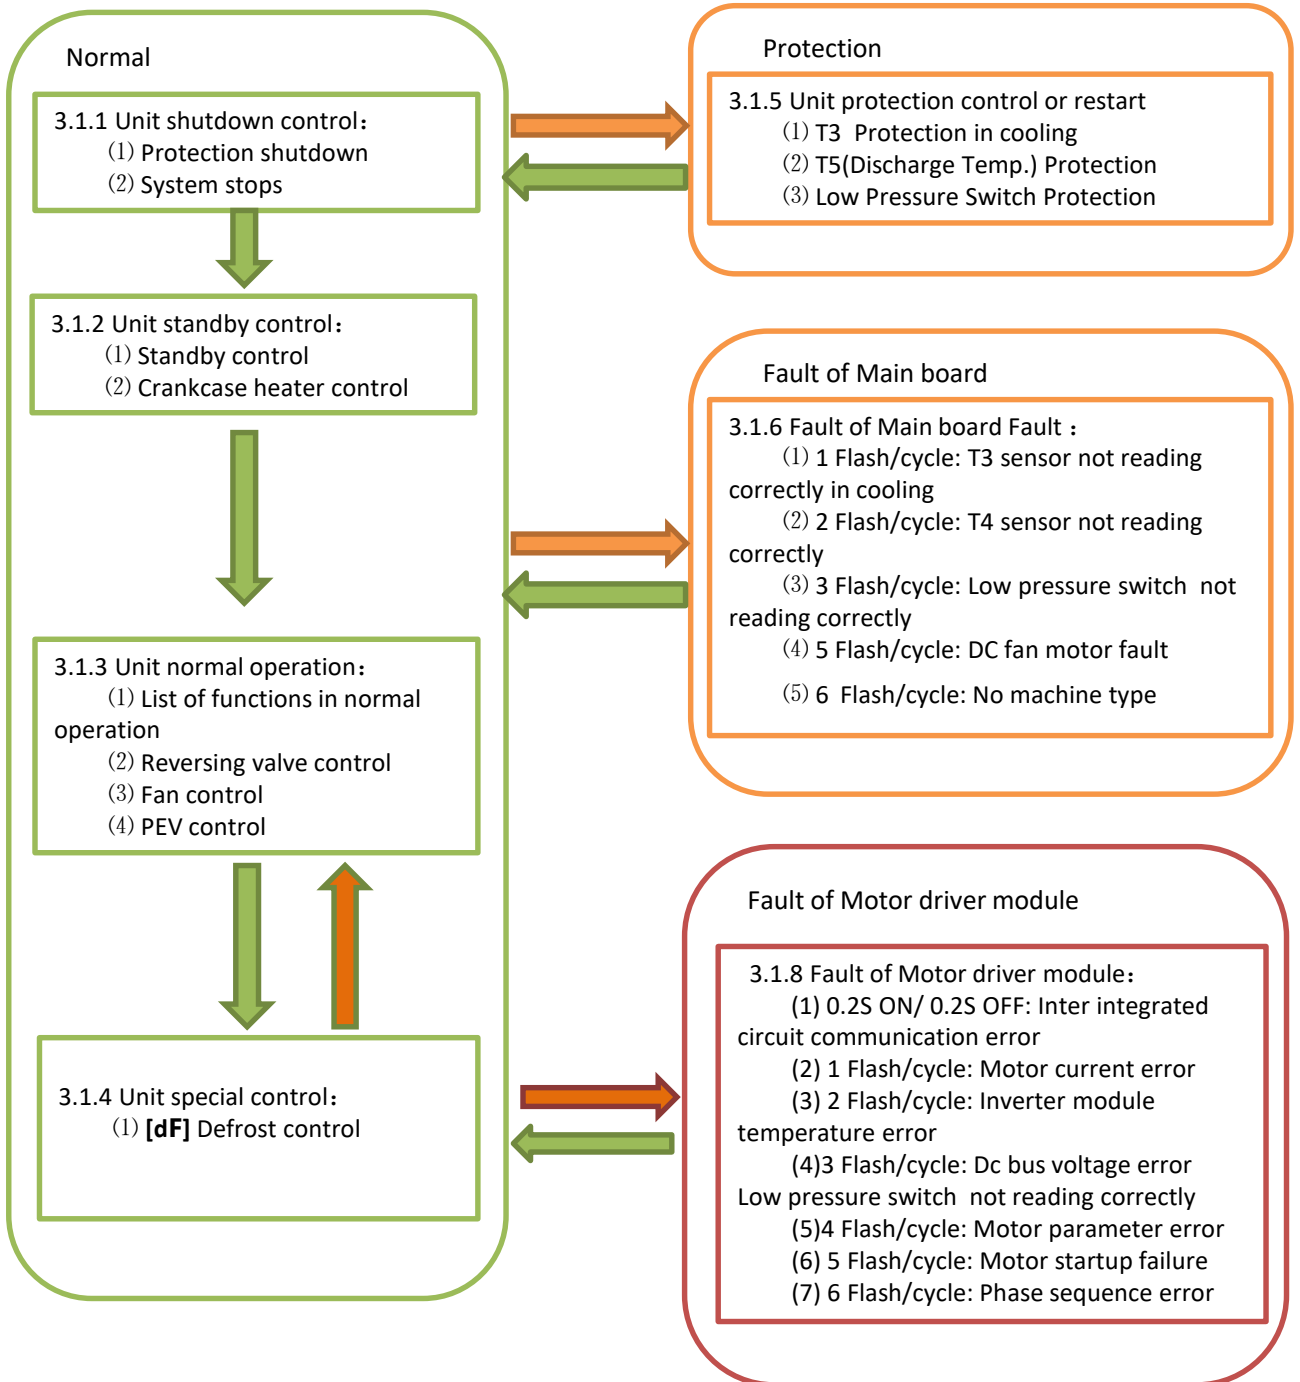 Normal
3.1.1 Unit shutdown control：
⑴ Protection shutdown
⑵ System stops
3.1.2 Unit standby control：
⑴ Standby control
⑵ Crankcase heater control
3.1.3 Unit normal operation：
⑴ List of functions in normal
operation
⑵ Reversing valve control
⑶ Fan control
⑷ PEV control
3.1.4 Unit special control：
⑴ [dF] Defrost control
Protection
3.1.5 Unit protection control or restart
⑴ T3 Protection in cooling
⑵ T5(Discharge Temp.) Protection
⑶ Low Pressure Switch Protection
Fault of Main board
3.1.6 Fault of Main board Fault：
⑴ 1 Flash/cycle: T3 sensor not reading
correctly in cooling
⑵ 2 Flash/cycle: T4 sensor not reading
correctly
⑶ 3 Flash/cycle: Low pressure switch not
reading correctly
⑷ 5 Flash/cycle: DC fan motor fault
⑸ 6 Flash/cycle: No machine type
Fault of Motor driver module
3.1.8 Fault of Motor driver module：
(1) 0.2S ON/ 0.2S OFF: Inter integrated
circuit communication error
(2) 1 Flash/cycle: Motor current error
(3) 2 Flash/cycle: Inverter module
temperature error
(4)3 Flash/cycle: Dc bus voltage error
Low pressure switch not reading correctly
(5)4 Flash/cycle: Motor parameter error
(6) 5 Flash/cycle: Motor startup failure
(7) 6 Flash/cycle: Phase sequence error